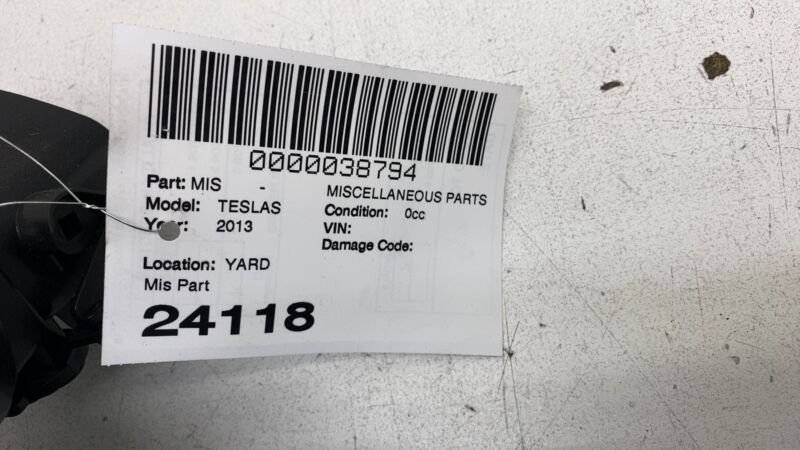 0000038794
Part: MIS - MISCELLANEOUS PARTS
Model: TESLAS Condition: 0cc
Year: 2013 VIN:
Damage Code:
Location: YARD
Mis Part
24118